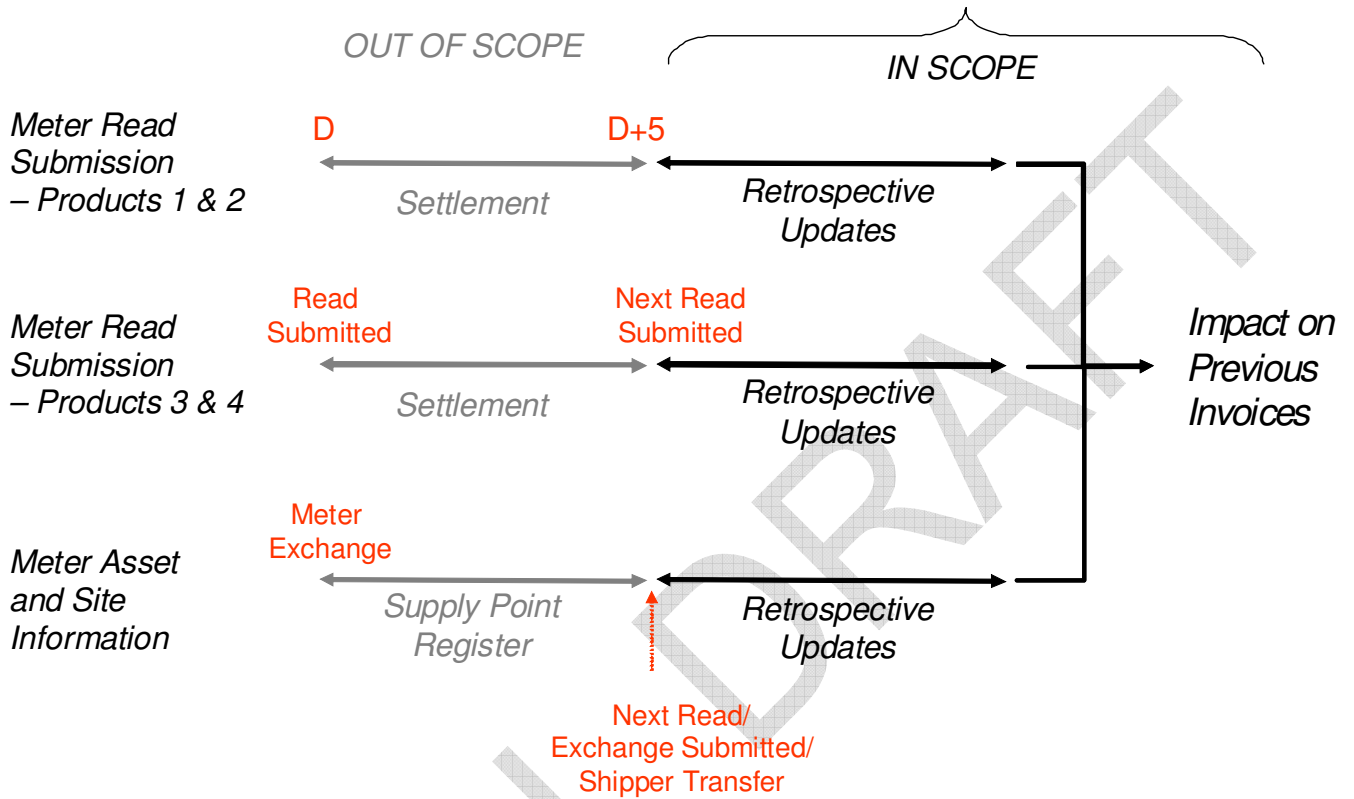 OUT OF SCOPE
IN SCOPE
Meter Read
Submission
– Products 1 & 2
D
D+5
Settlement
Retrospective
Updates
Meter Read
Submission
– Products 3 & 4
Read
Submitted
Next Read
Submitted
Settlement
Retrospective
Updates
Impact on
Previous
Invoices
Meter Asset
and Site
Information
Meter
Exchange
Supply Point
Register
Retrospective
Updates
Next Read/
Exchange Submitted/
Shipper Transfer
DRAFT